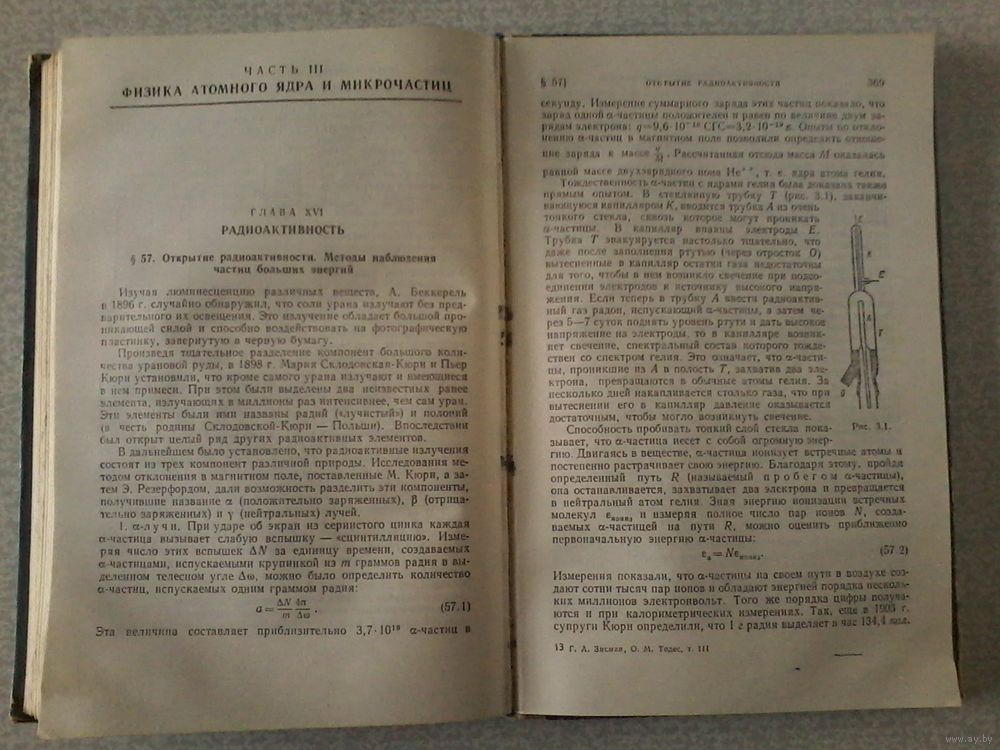 ЧАСТЬ III
ФИЗИКА АТОМНОГО ЯДРА И МИКРОЧАСТИЦ
ГЛАВА XVI
РАДИОАКТИВНОСТЬ
§ 57. Открытие радиоактивности. Методы наблюдения
частиц больших энергий
Изучая люминесценцию различных веществ, А. Беккерель
в 1896 г. случайно обнаружил, что соли урана излучают без пред-
варительного их освещения. Это излучение обладает большой про-
никающей силой и способно воздействовать на фотографическую
пластинку, завернутую в черную бумагу.
Произведя тщательное разделение компонент большого коли-
чества урановой руды, в 1898 г. Мария Склодовская-Кюри и Пьер
Кюри установили, что кроме самого урана излучают и имеющиеся
в нем примеси. При этом были выделены два неизвестных ранее
элемента, излучающих в миллионы раз интенсивнее, чем сам уран.
Эти элементы были ими названы радий («лучистый») и полоний
(в честь родины Склодовской-Кюри — Польши). Впоследствии
был открыт целый ряд других радиоактивных элементов.
В дальнейшем было установлено, что радиоактивные излучения
состоят из трех компонент различной природы. Исследования ме-
тодом отклонения в магнитном поле, поставленные М. Кюри, а за-
тем Э. Резерфордом, дали возможность разделить эти компоненты,
получившие название α (положительно заряженных), β (отрица-
тельно заряженных) и γ (нейтральных) лучей.
1. α-лучи. При ударе об экран из сернистого цинка каждая
α-частица вызывает слабую вспышку — «сцинтилляцию». Изме-
ряя число этих вспышек ΔN за единицу времени, создаваемых
α-частицами, испускаемыми крупинкой из m граммов радия в вы-
деленном телесном угле Δω, можно было определить количество
α-частиц, испускаемых одним граммом радия:
a = ΔN/m 4π/Δω. (57.1)
Эта величина составляет приблизительно 3,7·10¹⁰ α-частиц в
§ 57] ОТКРЫТИЕ РАДИОАКТИВНОСТИ 369
секунду. Измерение суммарного заряда этих частиц показало, что
заряд одной α-частицы положителен и равен по величине двум за-
рядам электрона: q=9,6·10⁻¹⁰ СГС=3,2·10⁻¹⁹ к. Опыты по откло-
нению α-частиц в магнитном поле позволили определить отноше-
ние заряда к массе q/M. Рассчитанная отсюда масса M оказалась
равной массе двухзарядного иона He⁺⁺, т. е. ядра атома гелия.
Тождественность α-частиц с ядрами гелия была доказана также
прямым опытом. В стеклянную трубку T (рис. 3.1), заканчи-
вающуюся капилляром K, вводится трубка A из очень
тонкого стекла, сквозь которое могут проникать
α-частицы. В капилляр впаяны электроды E.
Трубка T эвакуируется настолько тщательно, что
даже после заполнения ртутью (через отросток O)
вытесненные в капилляр остатки газа недостаточны
для того, чтобы в нем возникло свечение при подсо-
единении электродов к источнику высокого напря-
жения. Если теперь в трубку A ввести радиоактив-
ный газ радон, испускающий α-частицы, а затем че-
рез 5—7 суток поднять уровень ртути и дать высокое
напряжение на электроды, то в капилляре возник-
нет свечение, спектральный состав которого тожде-
ствен со спектром гелия. Это означает, что α-части-
цы, проникшие из A в полость T, захватив два эле-
ктрона, превращаются в обычные атомы гелия. За
несколько дней накапливается столько газа, что при
вытеснении его в капилляр давление оказывается
достаточным, чтобы могло возникнуть свечение.
K
E
A
T
O
Рис. 3.1.
Способность пробивать тонкий слой стекла пока-
зывает, что α-частица несет с собой огромную энер-
гию. Двигаясь в веществе, α-частица ионизует встречные атомы и
постепенно растрачивает свою энергию. Благодаря этому, пройдя
определенный путь R (называемый пробегом α-частицы),
она останавливается, захватывает два электрона и превращается
в нейтральный атом гелия. Зная энергию ионизации встречных
молекул εиониз и измеряя полное число пар ионов N, созда-
ваемых α-частицей на пути R, можно оценить приближенно
первоначальную энергию α-частицы:
εα = Nεиониз. (57.2)
Измерения показали, что α-частицы на своем пути в воздухе соз-
дают сотни тысяч пар ионов и обладают энергией порядка несколь-
ких миллионов электронвольт. Того же порядка цифры получа-
ются и при калориметрических измерениях. Так, еще в 1903 г.
супруги Кюри определили, что 1 г радия выделяет в час 134,4 кал.
13 Г. А. Зисман, О. М. Тодес, т. III
www.ay.by